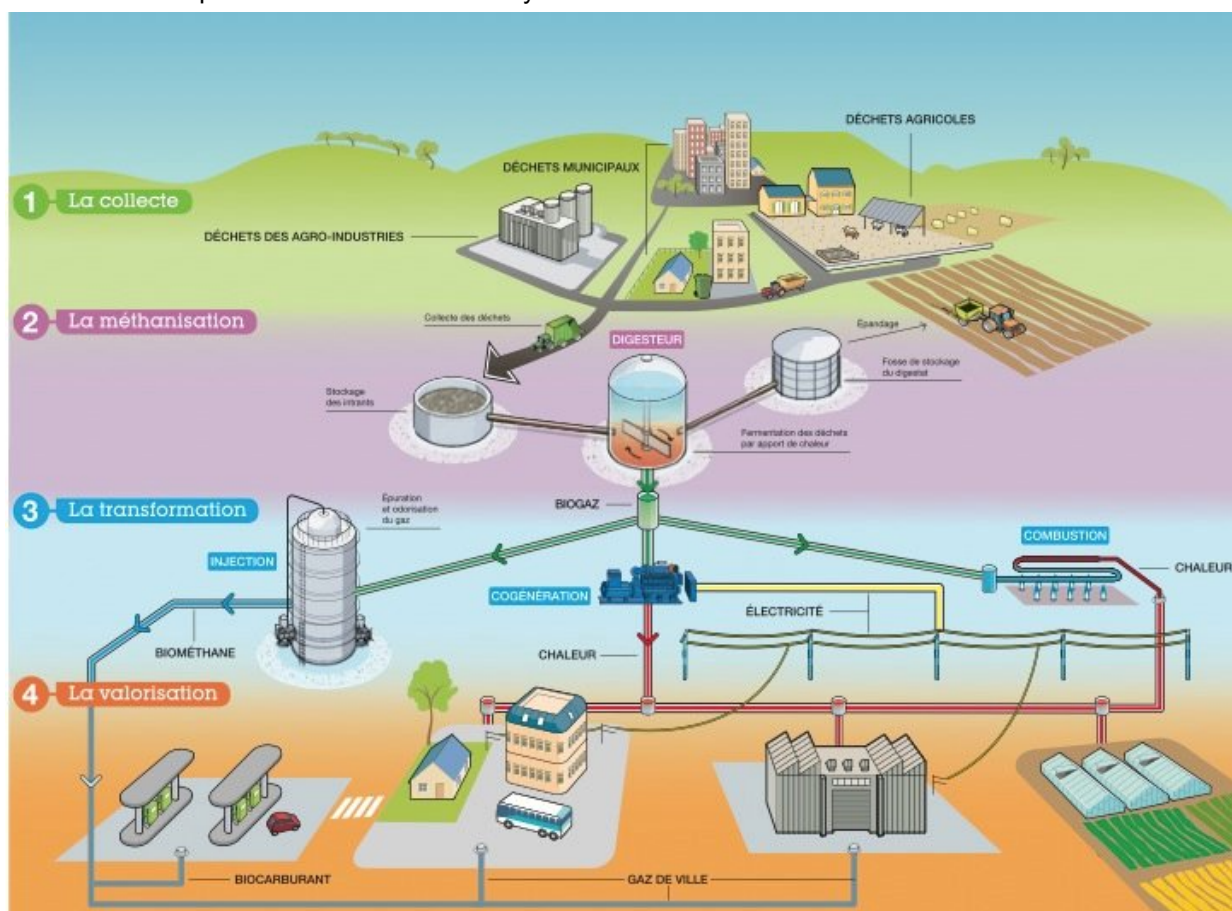 DÉCHETS AGRICOLES
DÉCHETS MUNICIPAUX
1 La collecte
DÉCHETS DES AGRO-INDUSTRIES
2 La méthanisation
Collecte des déchets
DIGESTEUR
Épandage
Fosse de stockage
du digestat
Stockage
des intrants
Fermentation des déchets
par apport de chaleur
3 La transformation
Épuration
et odorisation
du gaz
BIOGAZ
INJECTION
COMBUSTION
CHALEUR
COGÉNÉRATION
ÉLECTRICITÉ
BIOMÉTHANE
CHALEUR
4 La valorisation
BIOCARBURANT
GAZ DE VILLE